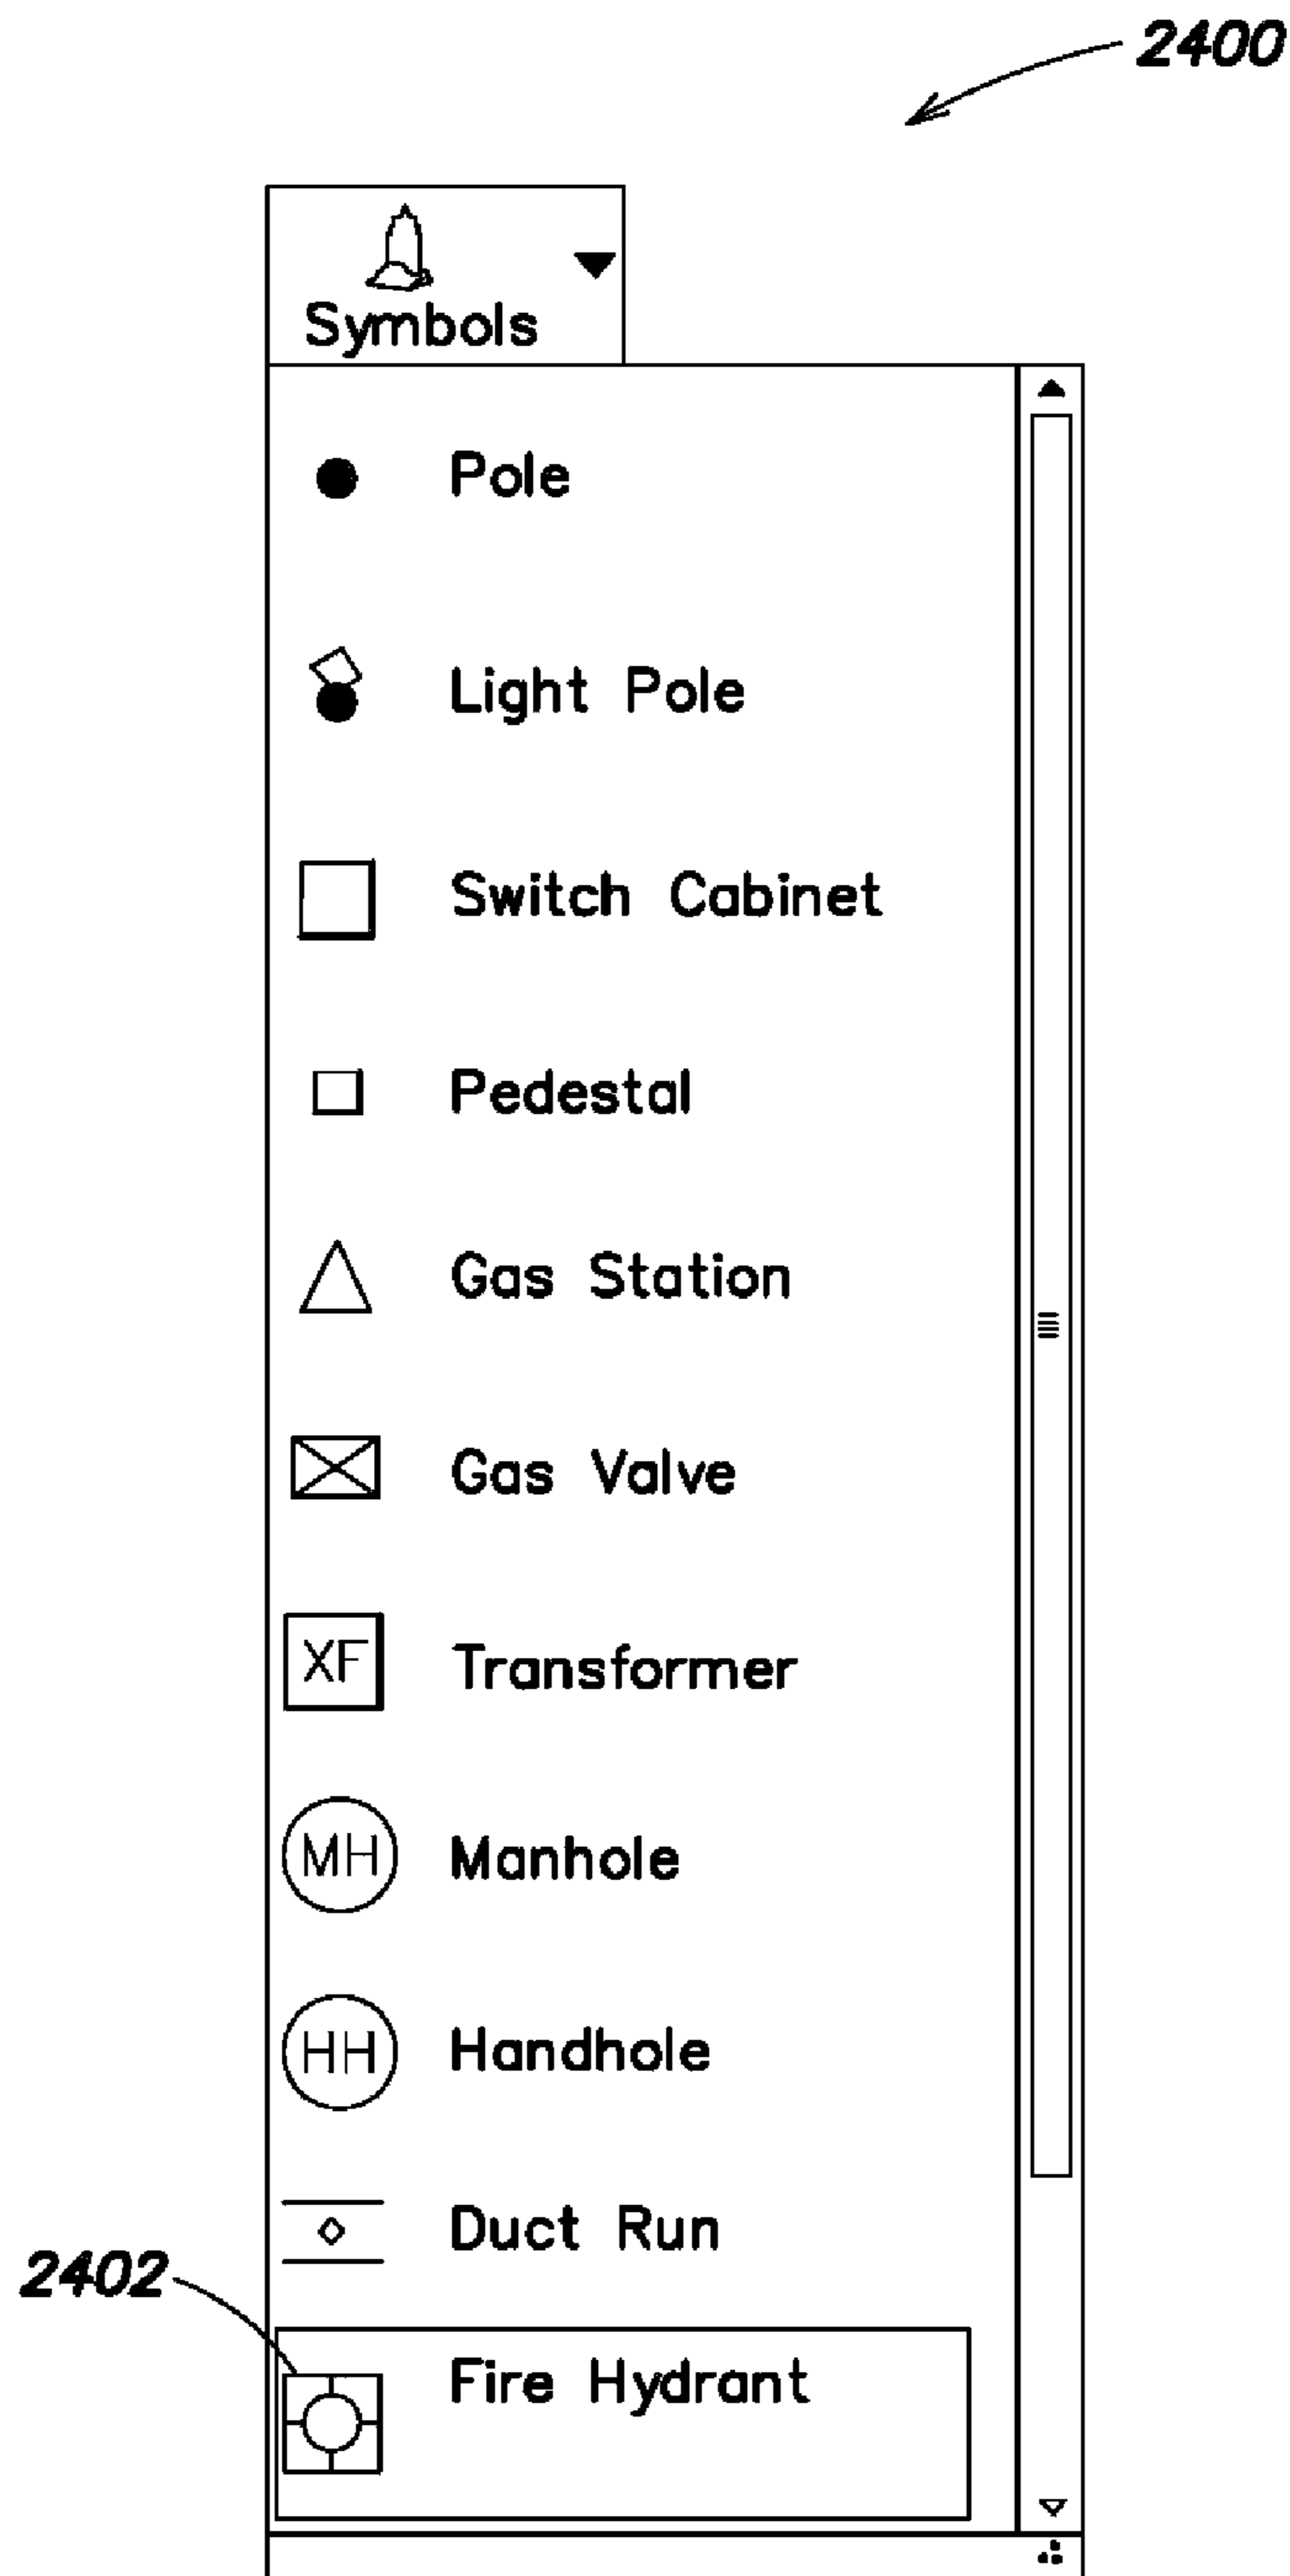 2400
Symbols
Pole
Light Pole
Switch Cabinet
Pedestal
Gas Station
Gas Valve
XF Transformer
MH Manhole
HH Handhole
Duct Run
2402
Fire Hydrant